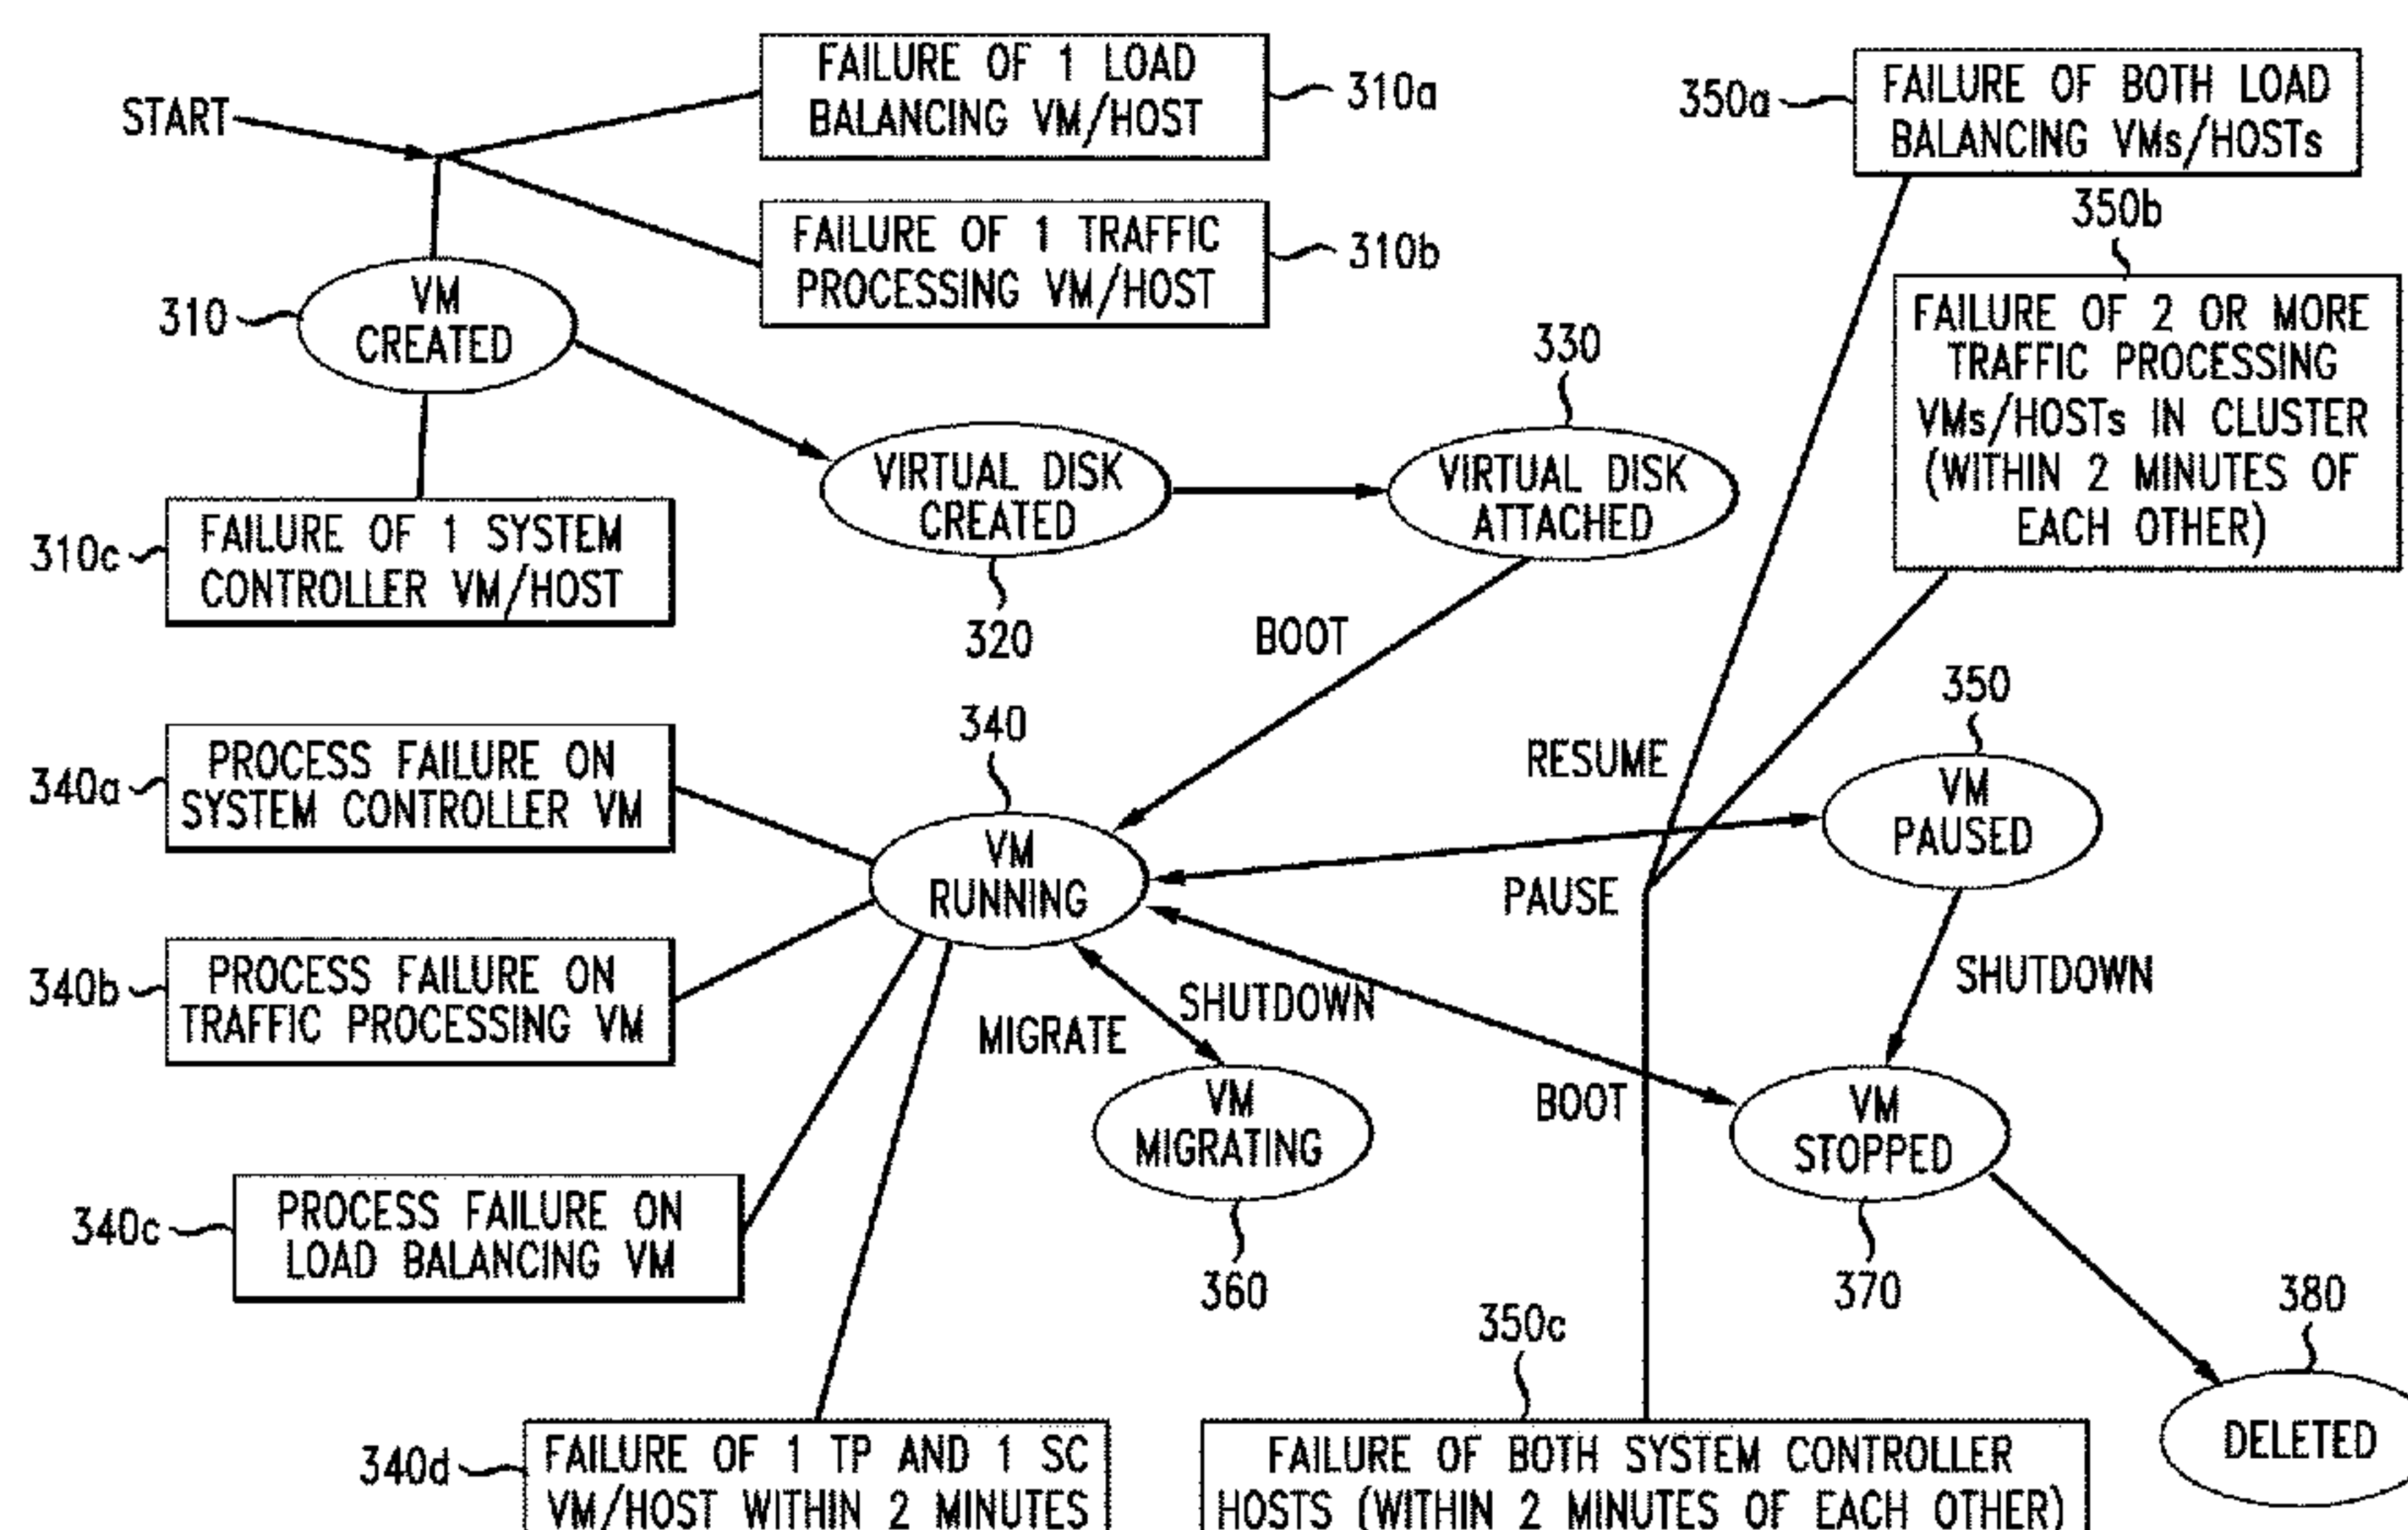 START
FAILURE OF 1 LOAD
BALANCING VM/HOST
310a
FAILURE OF 1 TRAFFIC
PROCESSING VM/HOST
310b
350a
FAILURE OF BOTH LOAD
BALANCING VMs/HOSTs
350b
FAILURE OF 2 OR MORE
TRAFFIC PROCESSING
VMs/HOSTs IN CLUSTER
(WITHIN 2 MINUTES OF
EACH OTHER)
310
VM
CREATED
310c
FAILURE OF 1 SYSTEM
CONTROLLER VM/HOST
VIRTUAL DISK
CREATED
320
330
VIRTUAL DISK
ATTACHED
BOOT
340a
PROCESS FAILURE ON
SYSTEM CONTROLLER VM
340
VM
RUNNING
RESUME
PAUSE
350
VM
PAUSED
340b
PROCESS FAILURE ON
TRAFFIC PROCESSING VM
MIGRATE
SHUTDOWN
SHUTDOWN
BOOT
VM
MIGRATING
360
VM
STOPPED
370
340c
PROCESS FAILURE ON
LOAD BALANCING VM
340d
FAILURE OF 1 TP AND 1 SC
VM/HOST WITHIN 2 MINUTES
350c
FAILURE OF BOTH SYSTEM CONTROLLER
HOSTS (WITHIN 2 MINUTES OF EACH OTHER)
380
DELETED